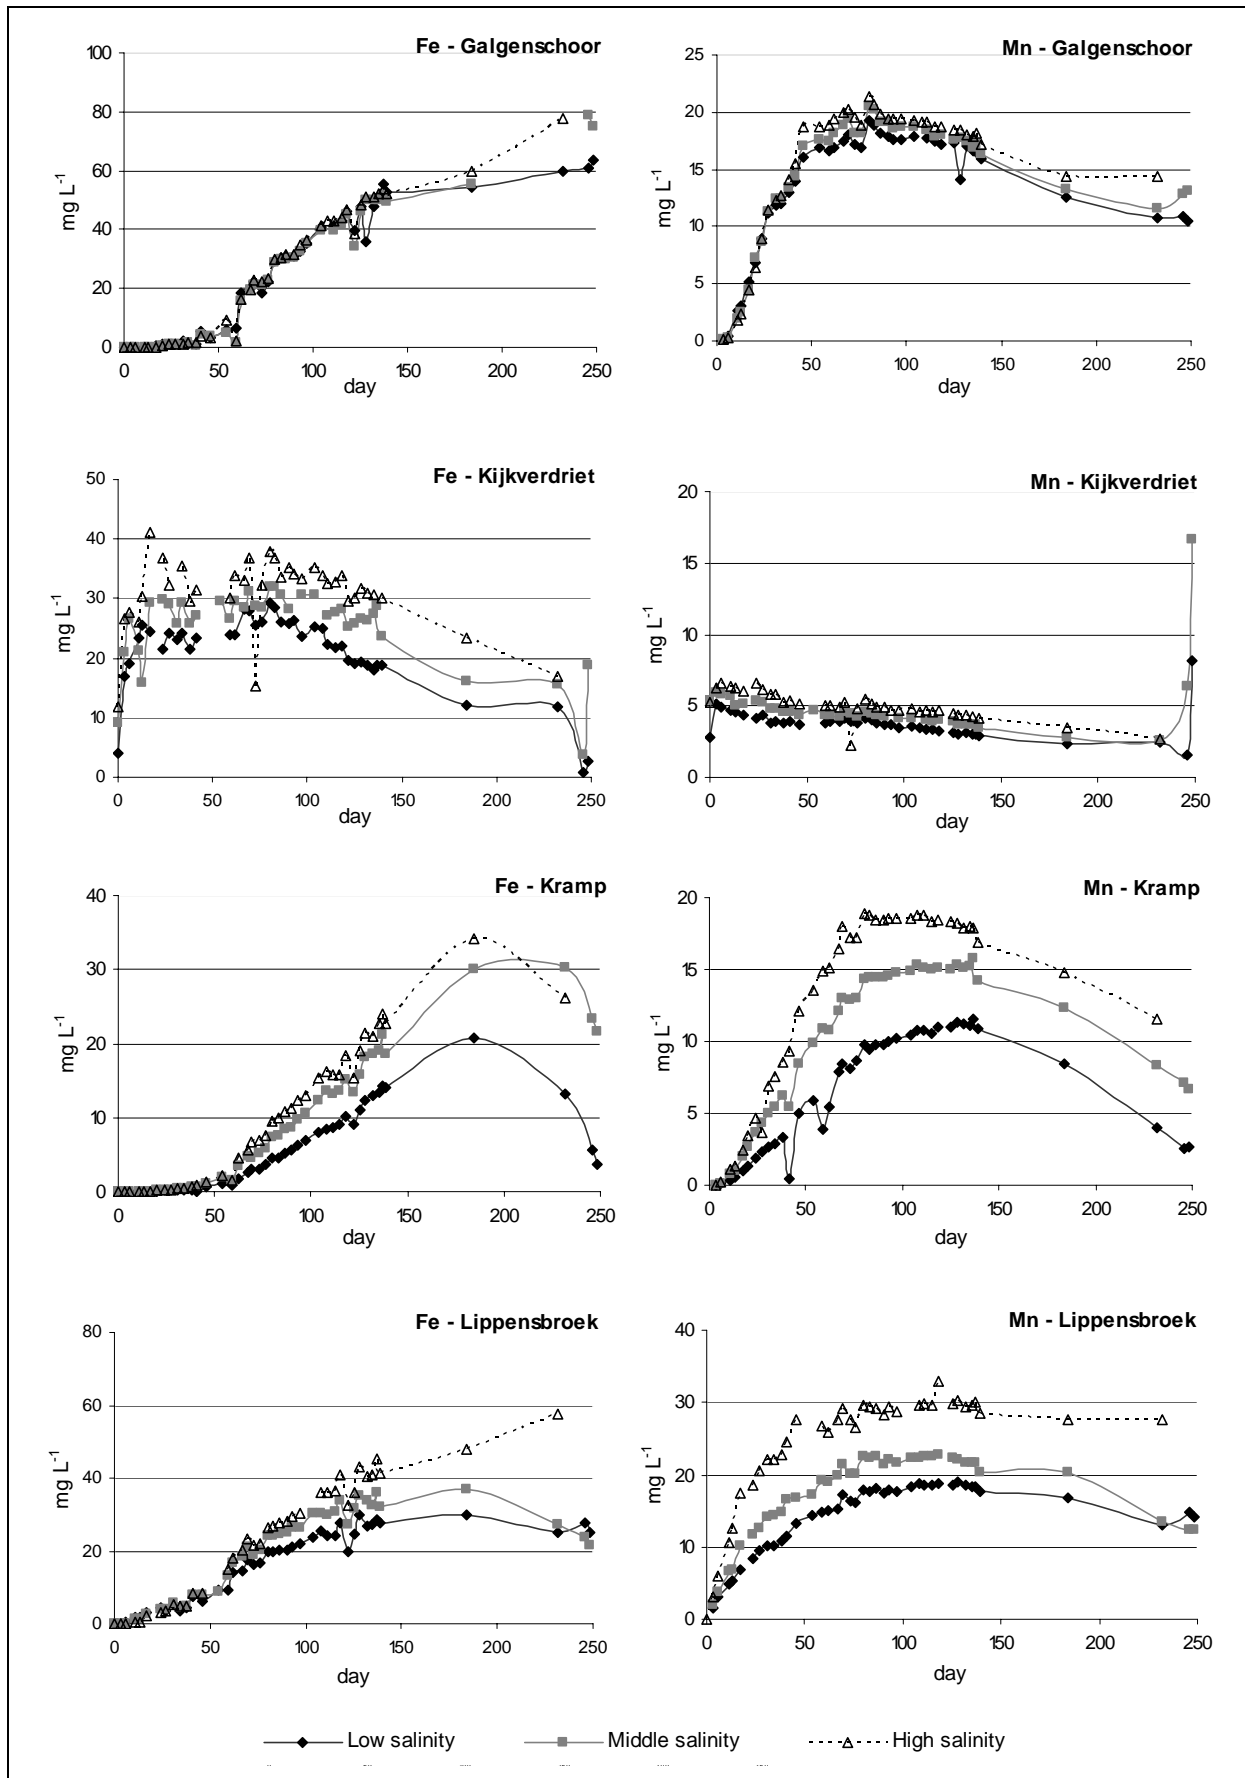 Fe - Galgenschoor
100
80
60
40
20
0
mg L-1
0 50 100 150 200 250
day
Mn - Galgenschoor
25
20
15
10
5
0
mg L-1
0 50 100 150 200 250
day
Fe - Kijkverdriet
50
40
30
20
10
0
mg L-1
0 50 100 150 200 250
day
Mn - Kijkverdriet
20
15
10
5
0
mg L-1
0 50 100 150 200 250
day
Fe - Kramp
40
30
20
10
0
mg L-1
0 50 100 150 200 250
day
Mn - Kramp
20
15
10
5
0
mg L-1
0 50 100 150 200 250
day
Fe - Lippensbroek
80
60
40
20
0
mg L-1
0 50 100 150 200 250
day
Mn - Lippensbroek
40
30
20
10
0
mg L-1
0 50 100 150 200 250
day
Low salinity Middle salinity High salinity